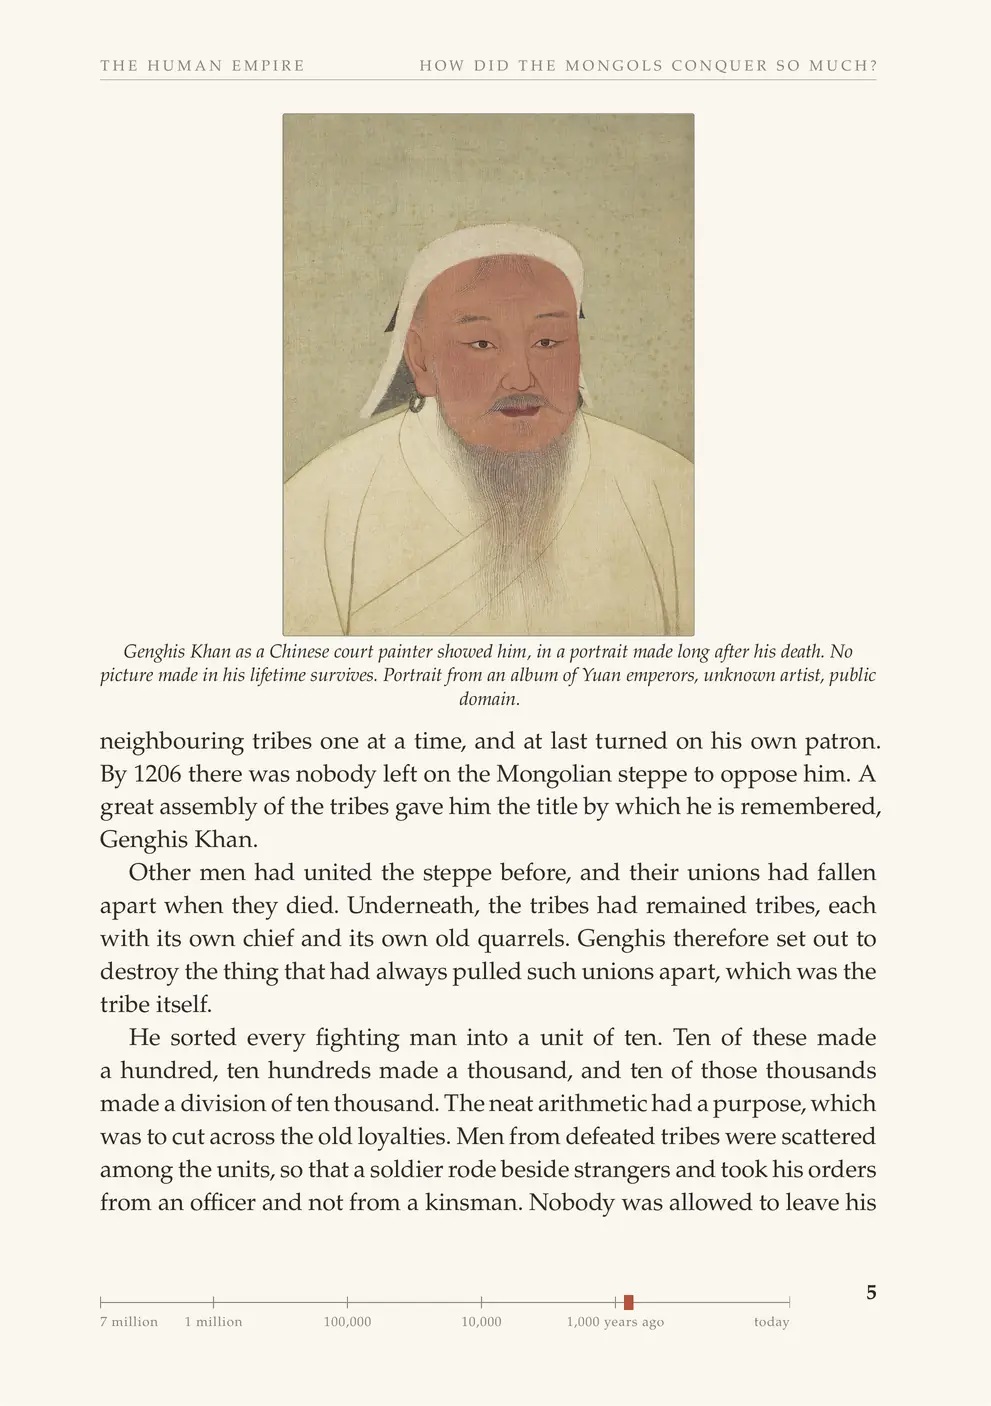 THE HUMAN EMPIRE
HOW DID THE MONGOLS CONQUER SO MUCH?
Genghis Khan as a Chinese court painter showed him, in a portrait made long after his death. No
picture made in his lifetime survives. Portrait from an album of Yuan emperors, unknown artist, public
domain.
neighbouring tribes one at a time, and at last turned on his own patron.
By 1206 there was nobody left on the Mongolian steppe to oppose him. A
great assembly of the tribes gave him the title by which he is remembered,
Genghis Khan.
Other men had united the steppe before, and their unions had fallen
apart when they died. Underneath, the tribes had remained tribes, each
with its own chief and its own old quarrels. Genghis therefore set out to
destroy the thing that had always pulled such unions apart, which was the
tribe itself.
He sorted every fighting man into a unit of ten. Ten of these made
a hundred, ten hundreds made a thousand, and ten of those thousands
made a division of ten thousand. The neat arithmetic had a purpose, which
was to cut across the old loyalties. Men from defeated tribes were scattered
among the units, so that a soldier rode beside strangers and took his orders
from an officer and not from a kinsman. Nobody was allowed to leave his
5
7 million 1 million 100,000 10,000 1,000 years ago today